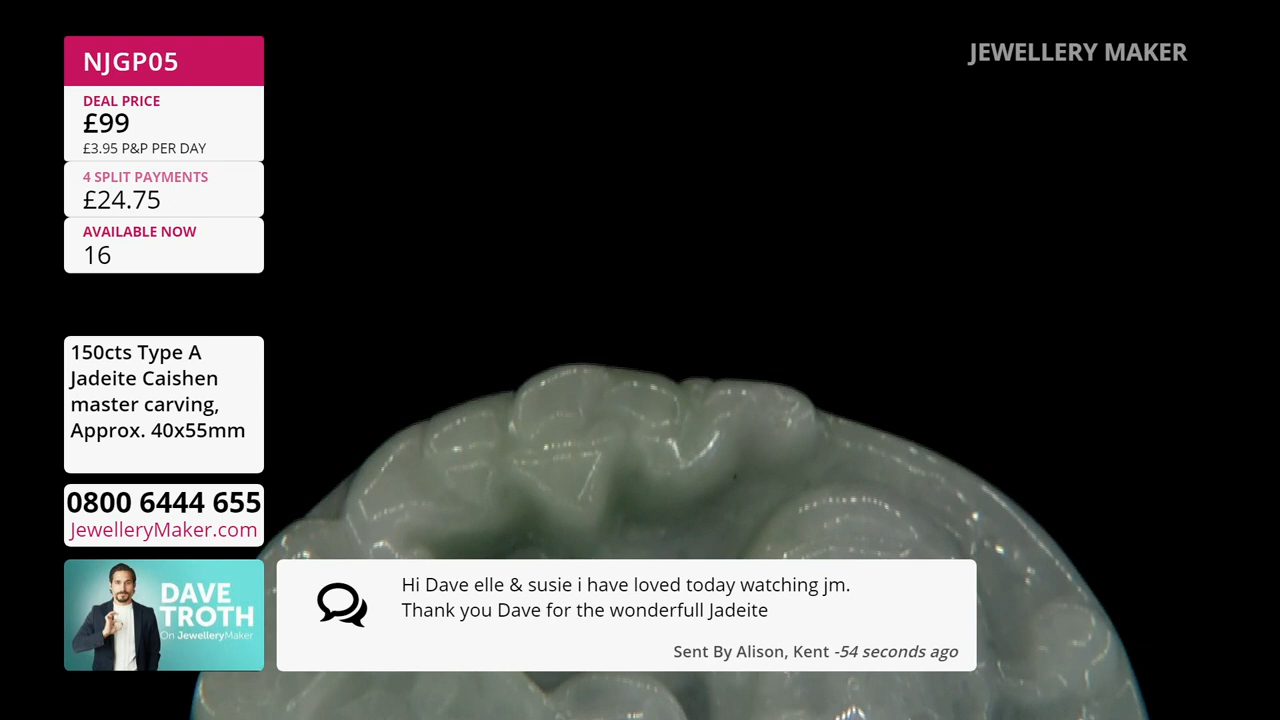 NJGP05
DEAL PRICE
£99
£3.95 P&P PER DAY
4 SPLIT PAYMENTS
£24.75
AVAILABLE NOW
16
JEWELLERY MAKER
150cts Type A
Jadeite Caishen
master carving,
Approx. 40x55mm
0800 6444 655
JewelleryMaker.com
DAVE
TROTH
On JewelleryMaker
Hi Dave elle & susie i have loved today watching jm.
Thank you Dave for the wonderfull Jadeite
Sent By Alison, Kent -54 seconds ago